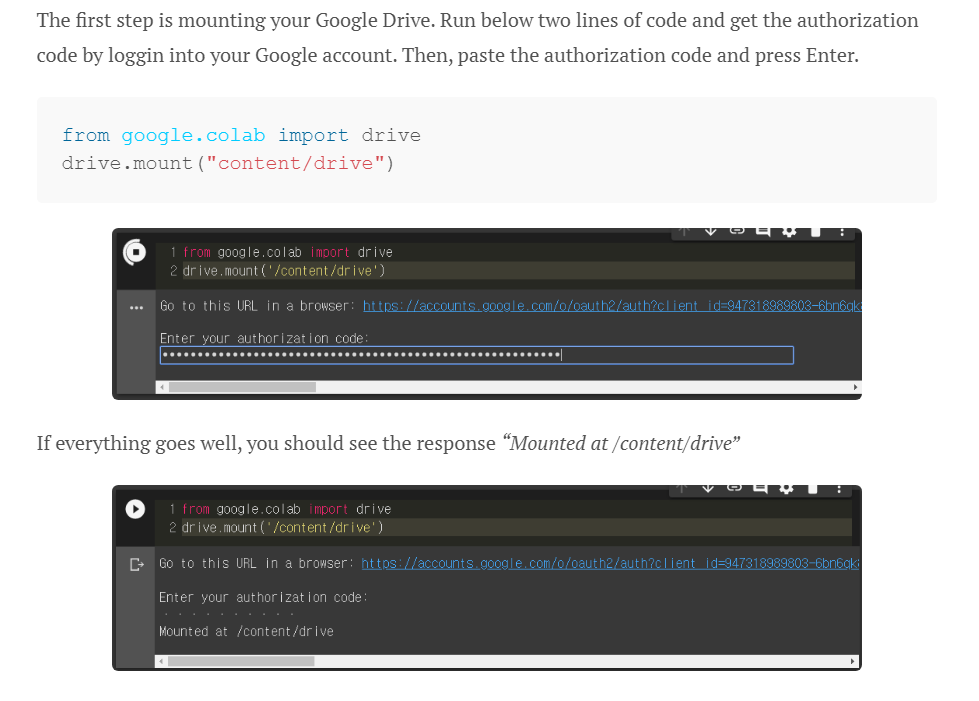 The first step is mounting your Google Drive. Run below two lines of code and get the authorization
code by loggin into your Google account. Then, paste the authorization code and press Enter.
from google.colab import drive
drive.mount("content/drive")
1 from google.colab import drive
2 drive.mount('/content/drive')
Go to this URL in a browser: https://accounts.google.com/o/oauth2/auth?client_id=947318989803-6bn6qk
Enter your authorization code:
If everything goes well, you should see the response “Mounted at /content/drive”
1 from google.colab import drive
2 drive.mount('/content/drive')
Go to this URL in a browser: https://accounts.google.com/o/oauth2/auth?client_id=947318989803-6bn6qk
Enter your authorization code:
Mounted at /content/drive